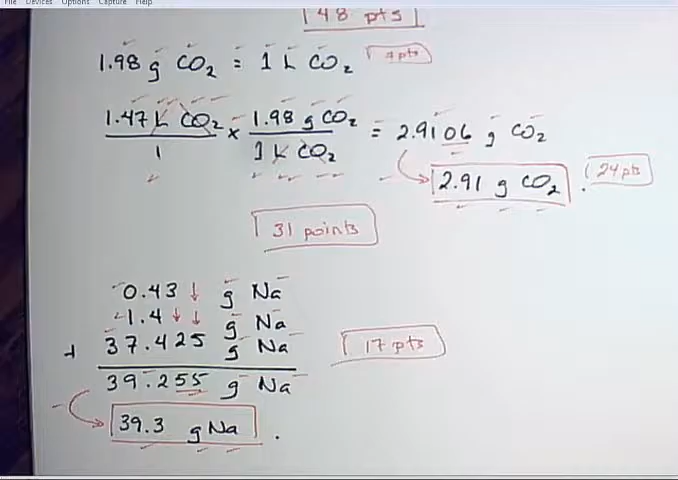 File Devices Options Capture Help
48 pts
1.98 g CO2 = 1 L CO2
7pts
1.47 L CO2 / 1 × 1.98 g CO2 / 1 L CO2 = 2.9106 g CO2
2.91 g CO2.
24 pts
31 points
0.43 ↓ g Na
1.4 ↓ ↓ g Na
+ 37.425 g Na
17 pts
39.255 g Na
39.3 g Na.